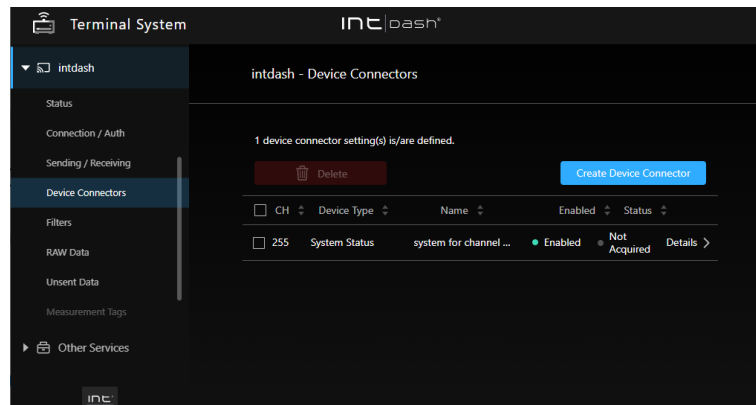 Terminal System
INT|DASH®
intdash
Status
Connection / Auth
Sending / Receiving
Device Connectors
Filters
RAW Data
Unsent Data
Measurement Tags
Other Services
INT
intdash - Device Connectors
1 device connector setting(s) is/are defined.
Delete
Create Device Connector
CH Device Type Name Enabled Status
255 System Status system for channel ... Enabled Not Acquired Details >